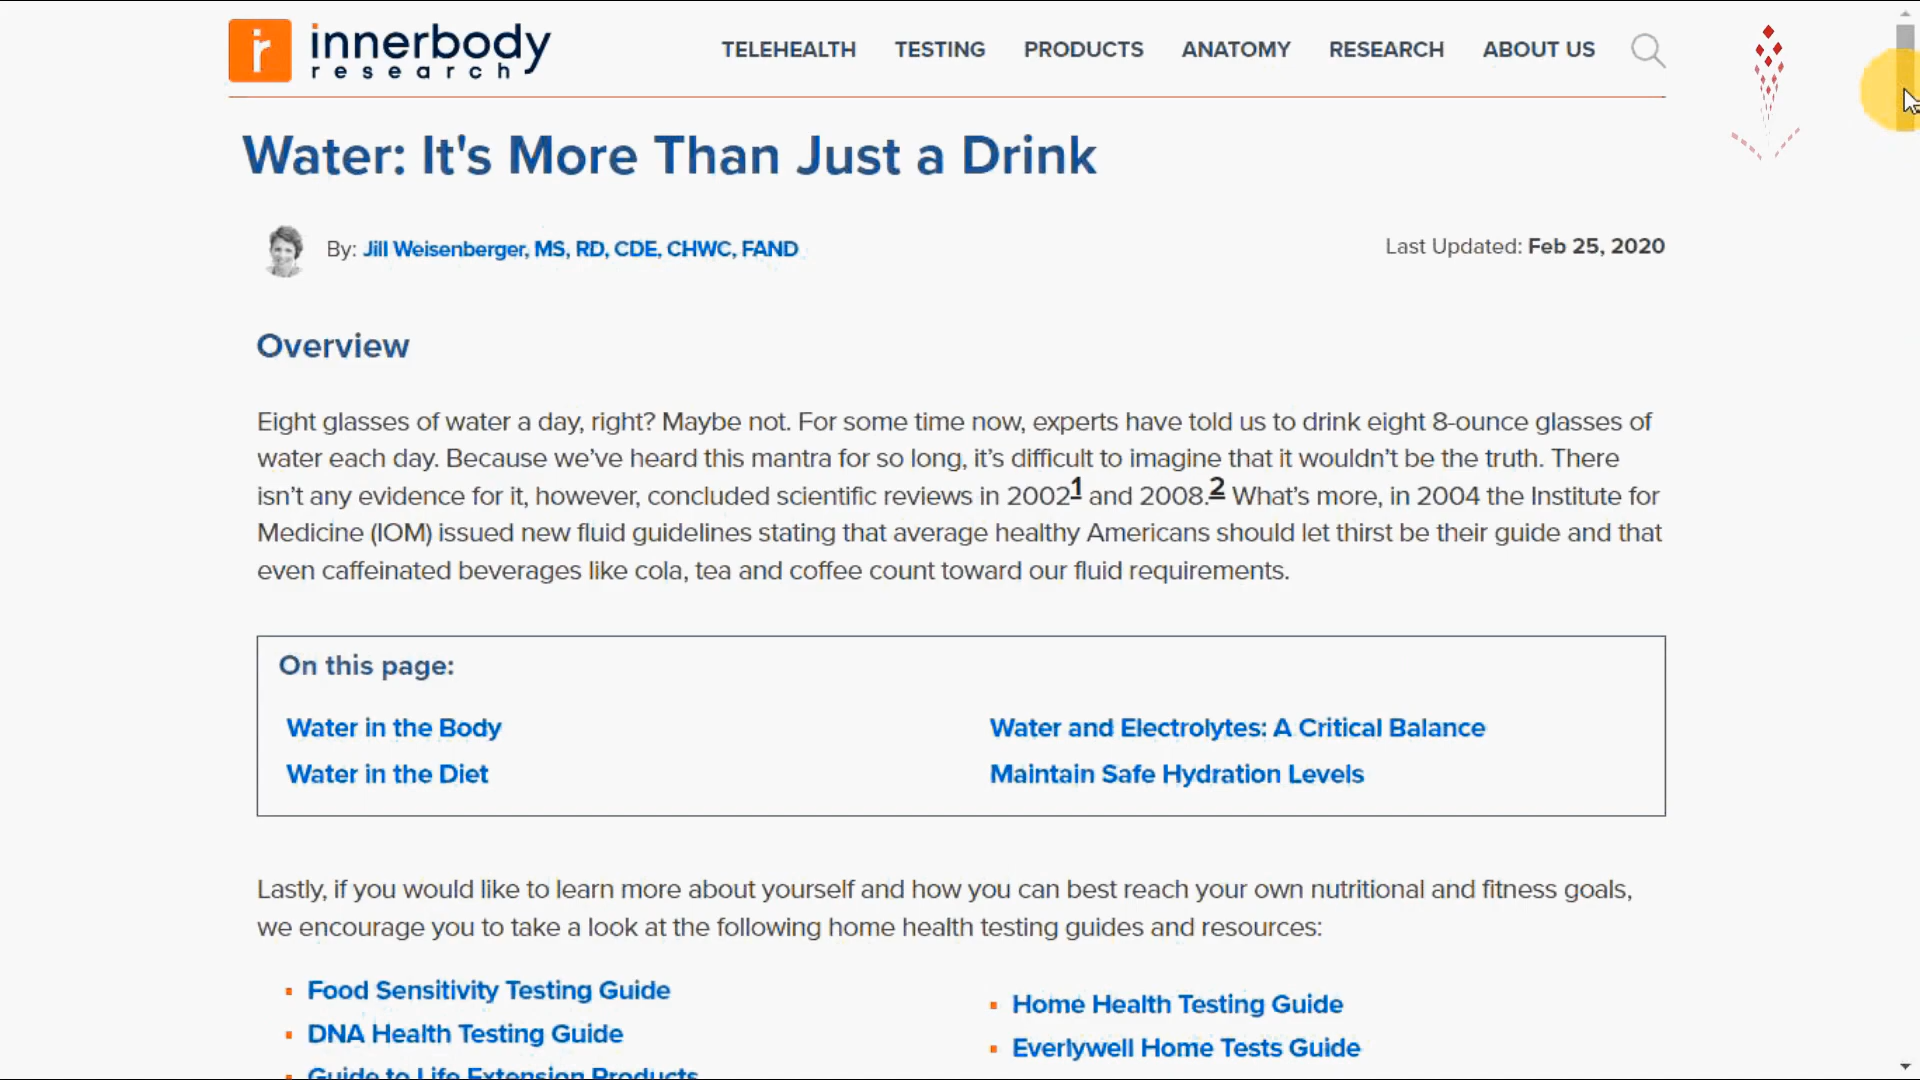 ir innerbody
research
TELEHEALTH TESTING PRODUCTS ANATOMY RESEARCH ABOUT US
Water: It's More Than Just a Drink
By: Jill Weisenberger, MS, RD, CDE, CHWC, FAND
Last Updated: Feb 25, 2020
Overview
Eight glasses of water a day, right? Maybe not. For some time now, experts have told us to drink eight 8-ounce glasses of
water each day. Because we’ve heard this mantra for so long, it’s difficult to imagine that it wouldn’t be the truth. There
isn’t any evidence for it, however, concluded scientific reviews in 2002¹ and 2008.² What’s more, in 2004 the Institute for
Medicine (IOM) issued new fluid guidelines stating that average healthy Americans should let thirst be their guide and that
even caffeinated beverages like cola, tea and coffee count toward our fluid requirements.
On this page:
Water in the Body
Water in the Diet
Water and Electrolytes: A Critical Balance
Maintain Safe Hydration Levels
Lastly, if you would like to learn more about yourself and how you can best reach your own nutritional and fitness goals,
we encourage you to take a look at the following home health testing guides and resources:
Food Sensitivity Testing Guide
DNA Health Testing Guide
Guide to Life Extension Products
Home Health Testing Guide
Everlywell Home Tests Guide